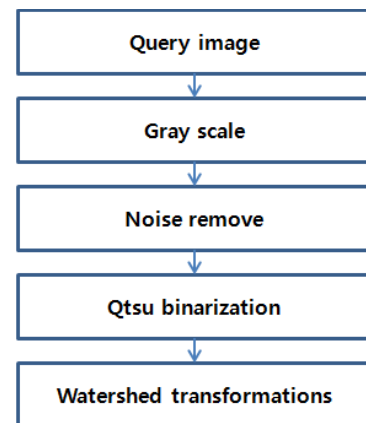 Query image
Gray scale
Noise remove
Qtsu binarization
Watershed transformations